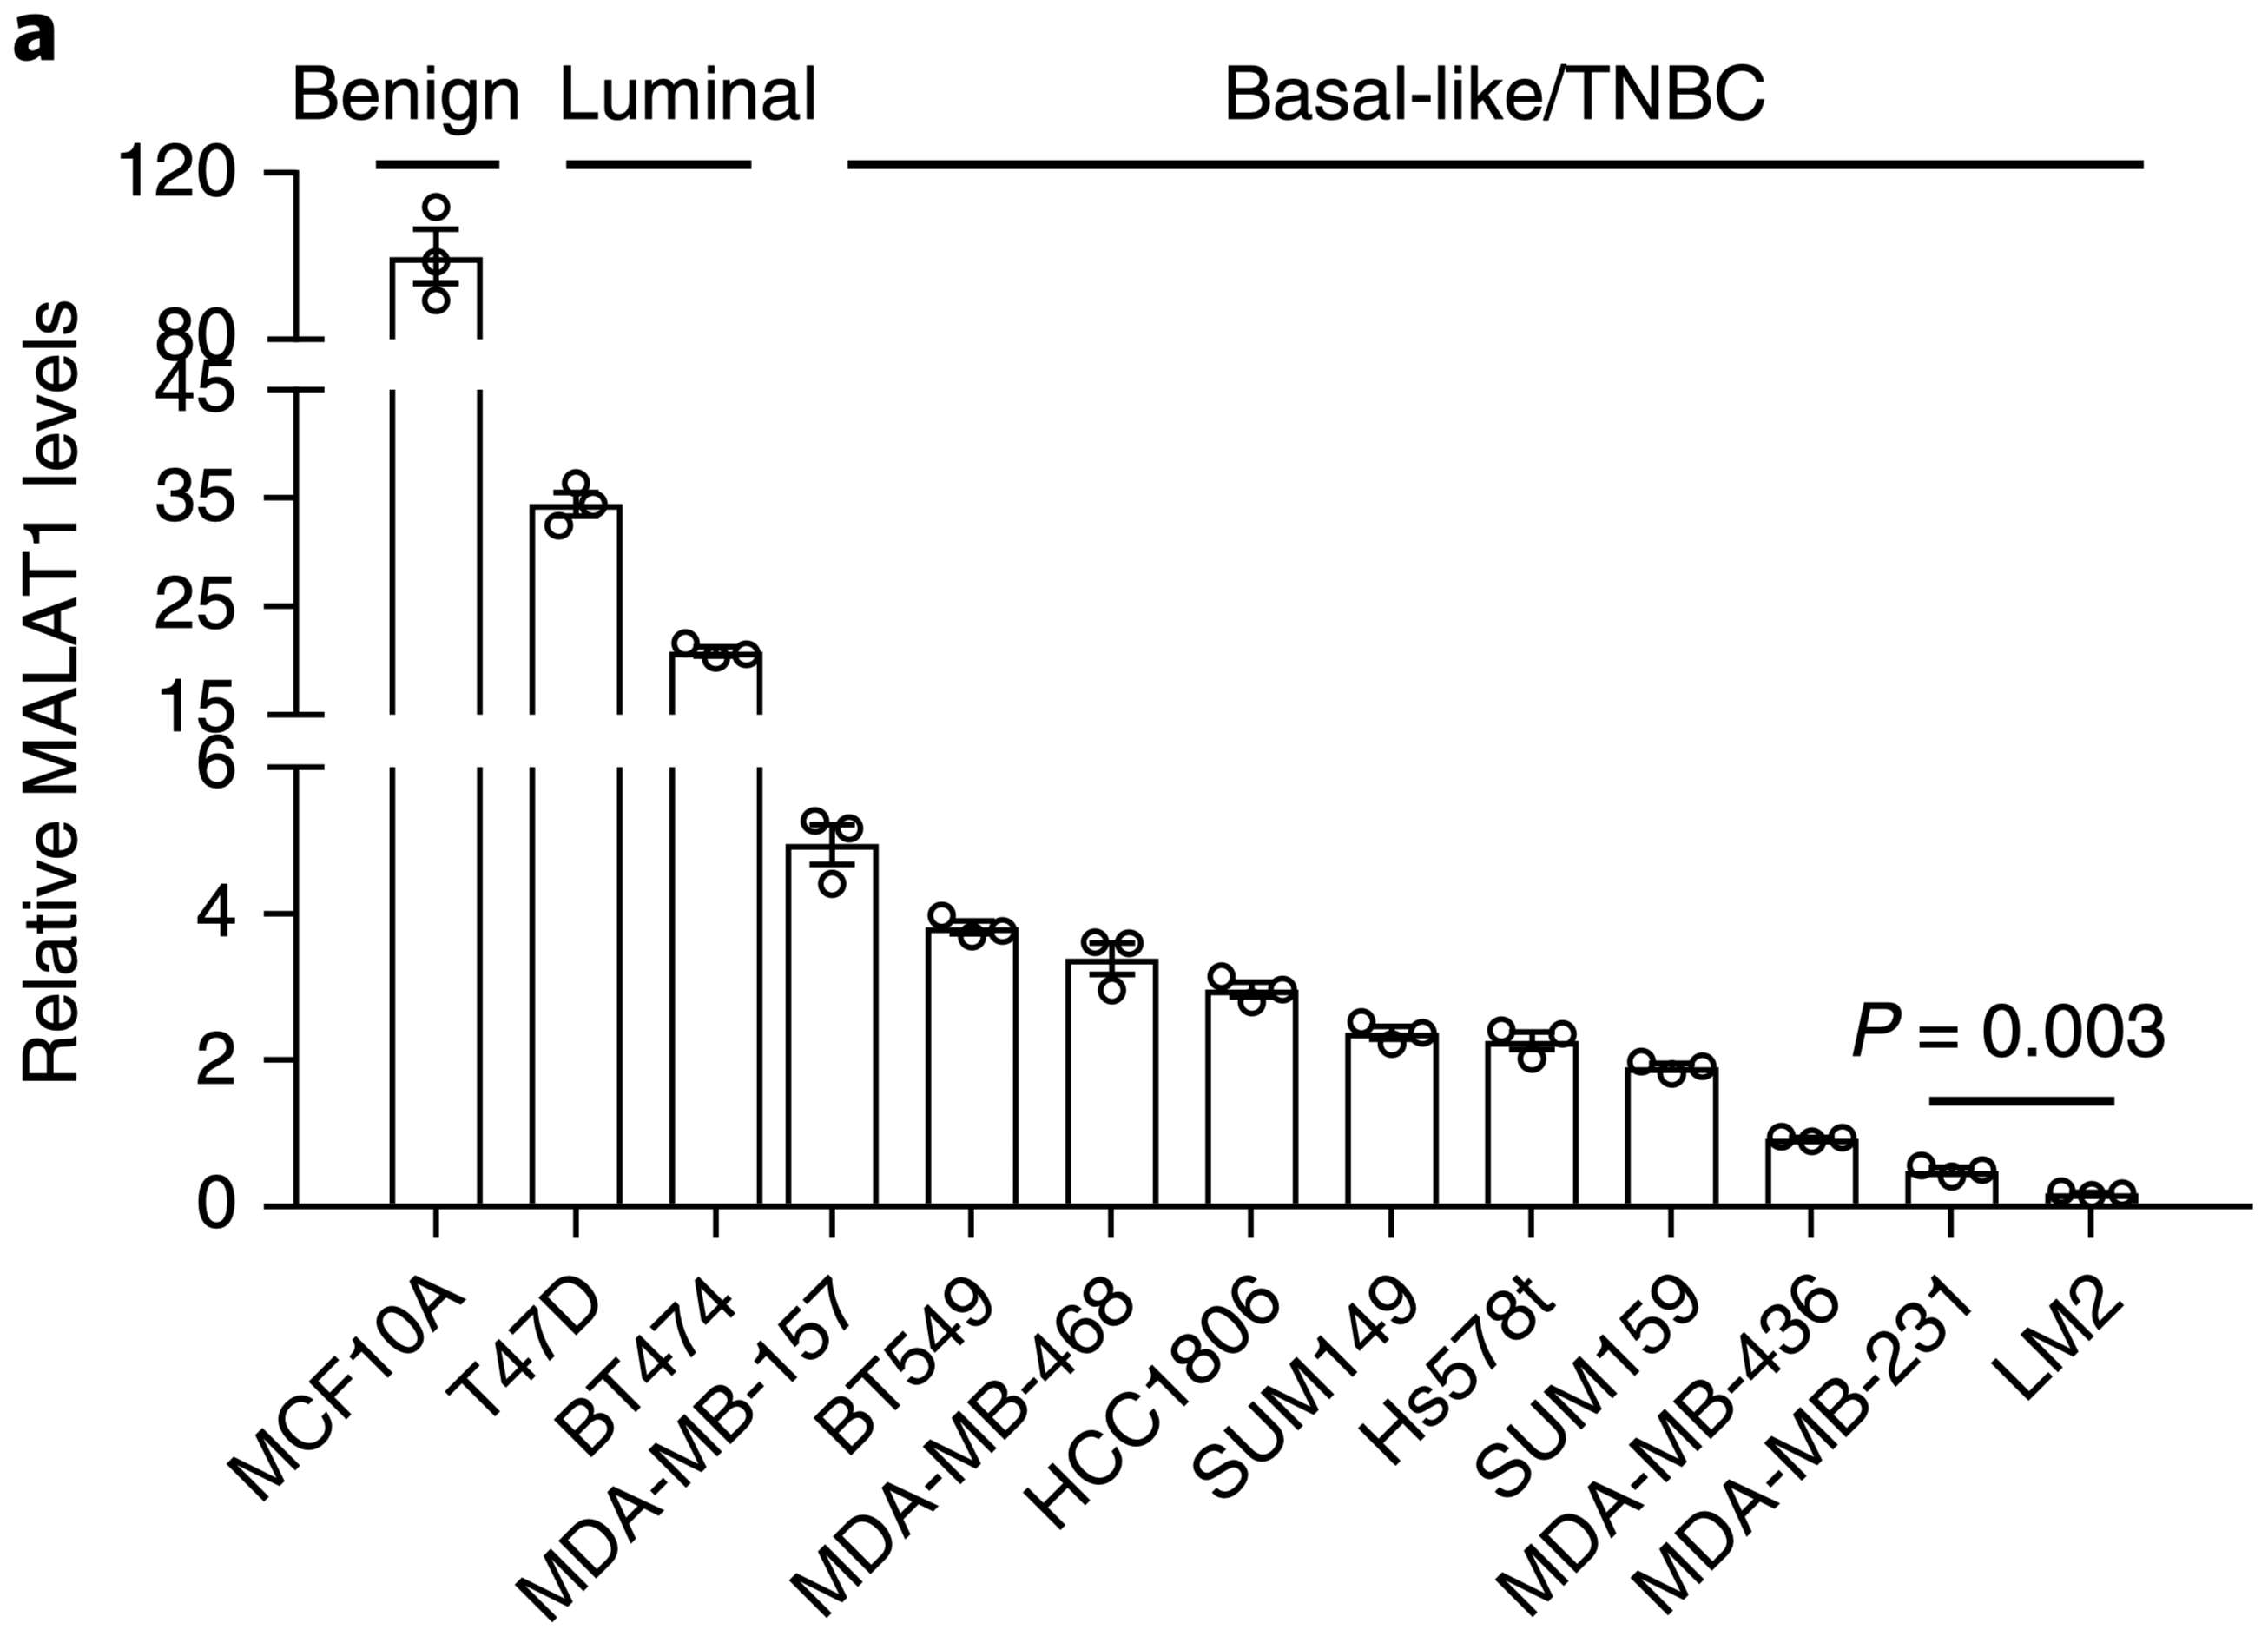 a
Benign Luminal Basal-like/TNBC
Relative MALAT1 levels
120
80
45
35
25
15
6
4
2
0
P = 0.003
MCF10A
T47D
BT474
MDA-MB-157
BT549
MDA-MB-468
HCC1806
SUM149
Hs578t
SUM159
MDA-MB-436
MDA-MB-231
LM2